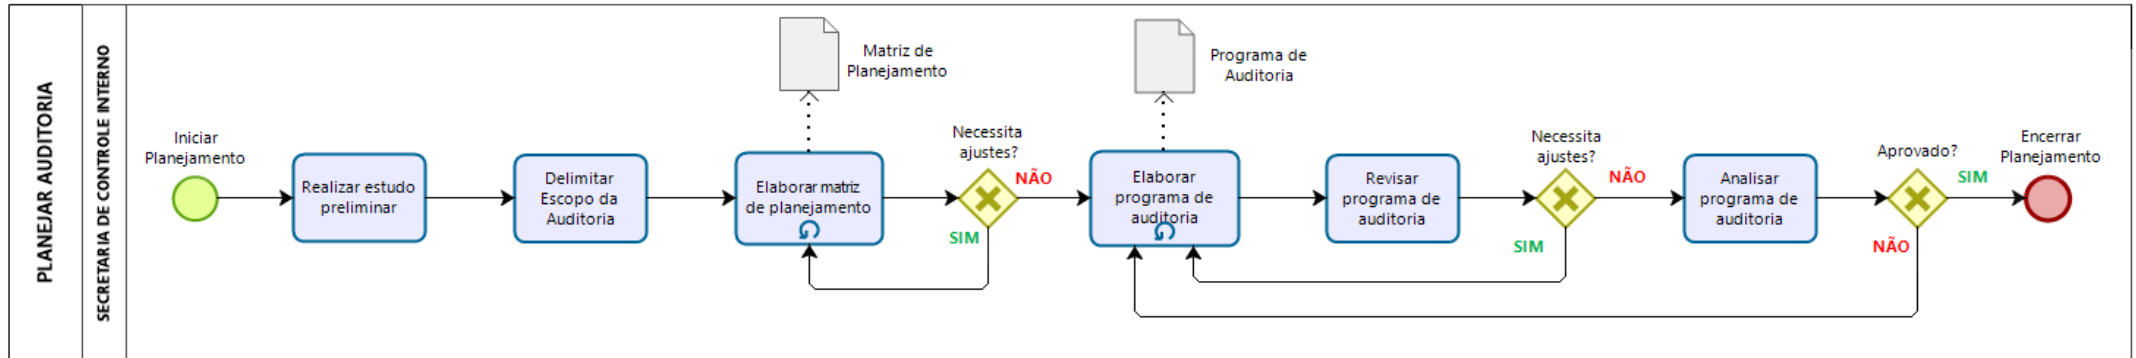 PLANEJAR AUDITORIA
SECRETARIA DE CONTROLE INTERNO
Iniciar
Planejamento
Realizar estudo
preliminar
Delimitar
Escopo da
Auditoria
Matriz de
Planejamento
Elaborar matriz
de planejamento
Necessita
ajustes?
NÃO
SIM
Programa de
Auditoria
Elaborar
programa de
auditoria
Revisar
programa de
auditoria
Necessita
ajustes?
NÃO
SIM
Analisar
programa de
auditoria
Aprovado?
SIM
NÃO
Encerrar
Planejamento